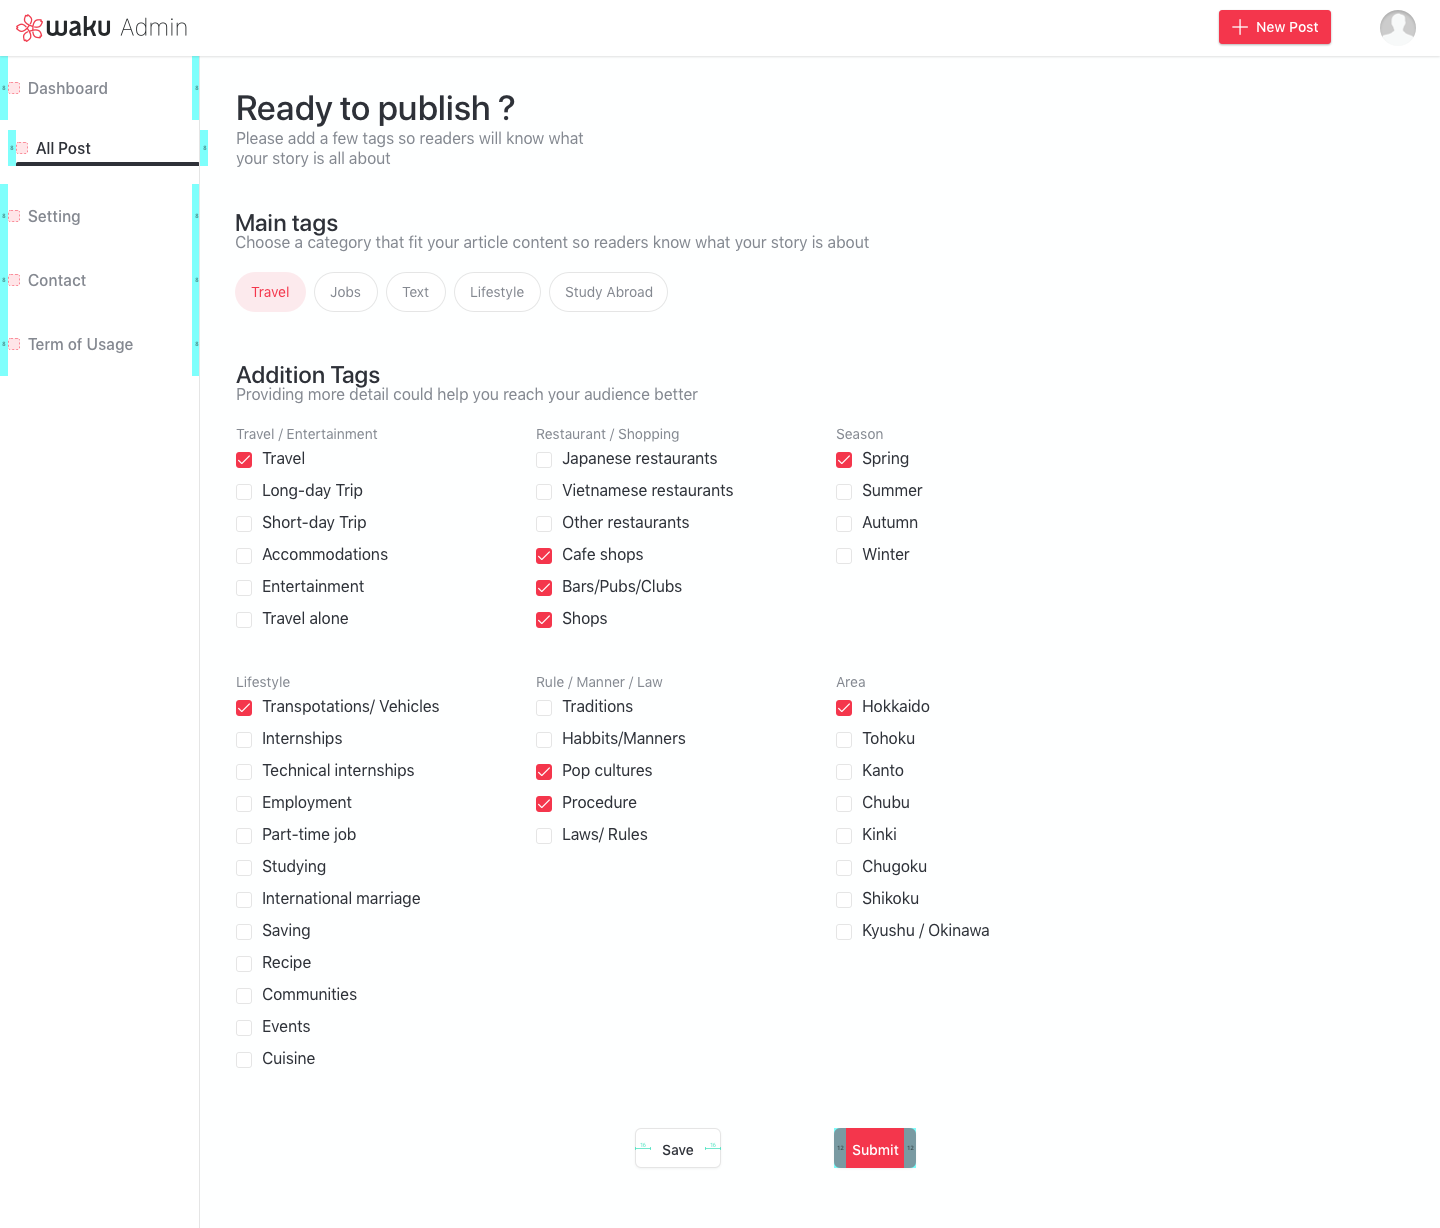 waku Admin
New Post
Dashboard
All Post
Setting
Contact
Term of Usage
Ready to publish ?
Please add a few tags so readers will know what
your story is all about
Main tags
Choose a category that fit your article content so readers know what your story is about
Travel
Jobs
Text
Lifestyle
Study Abroad
Addition Tags
Providing more detail could help you reach your audience better
Travel / Entertainment
Travel
Long-day Trip
Short-day Trip
Accommodations
Entertainment
Travel alone
Restaurant / Shopping
Japanese restaurants
Vietnamese restaurants
Other restaurants
Cafe shops
Bars/Pubs/Clubs
Shops
Season
Spring
Summer
Autumn
Winter
Lifestyle
Transpotations/ Vehicles
Internships
Technical internships
Employment
Part-time job
Studying
International marriage
Saving
Recipe
Communities
Events
Cuisine
Rule / Manner / Law
Traditions
Habbits/Manners
Pop cultures
Procedure
Laws/ Rules
Area
Hokkaido
Tohoku
Kanto
Chubu
Kinki
Chugoku
Shikoku
Kyushu / Okinawa
Save
Submit